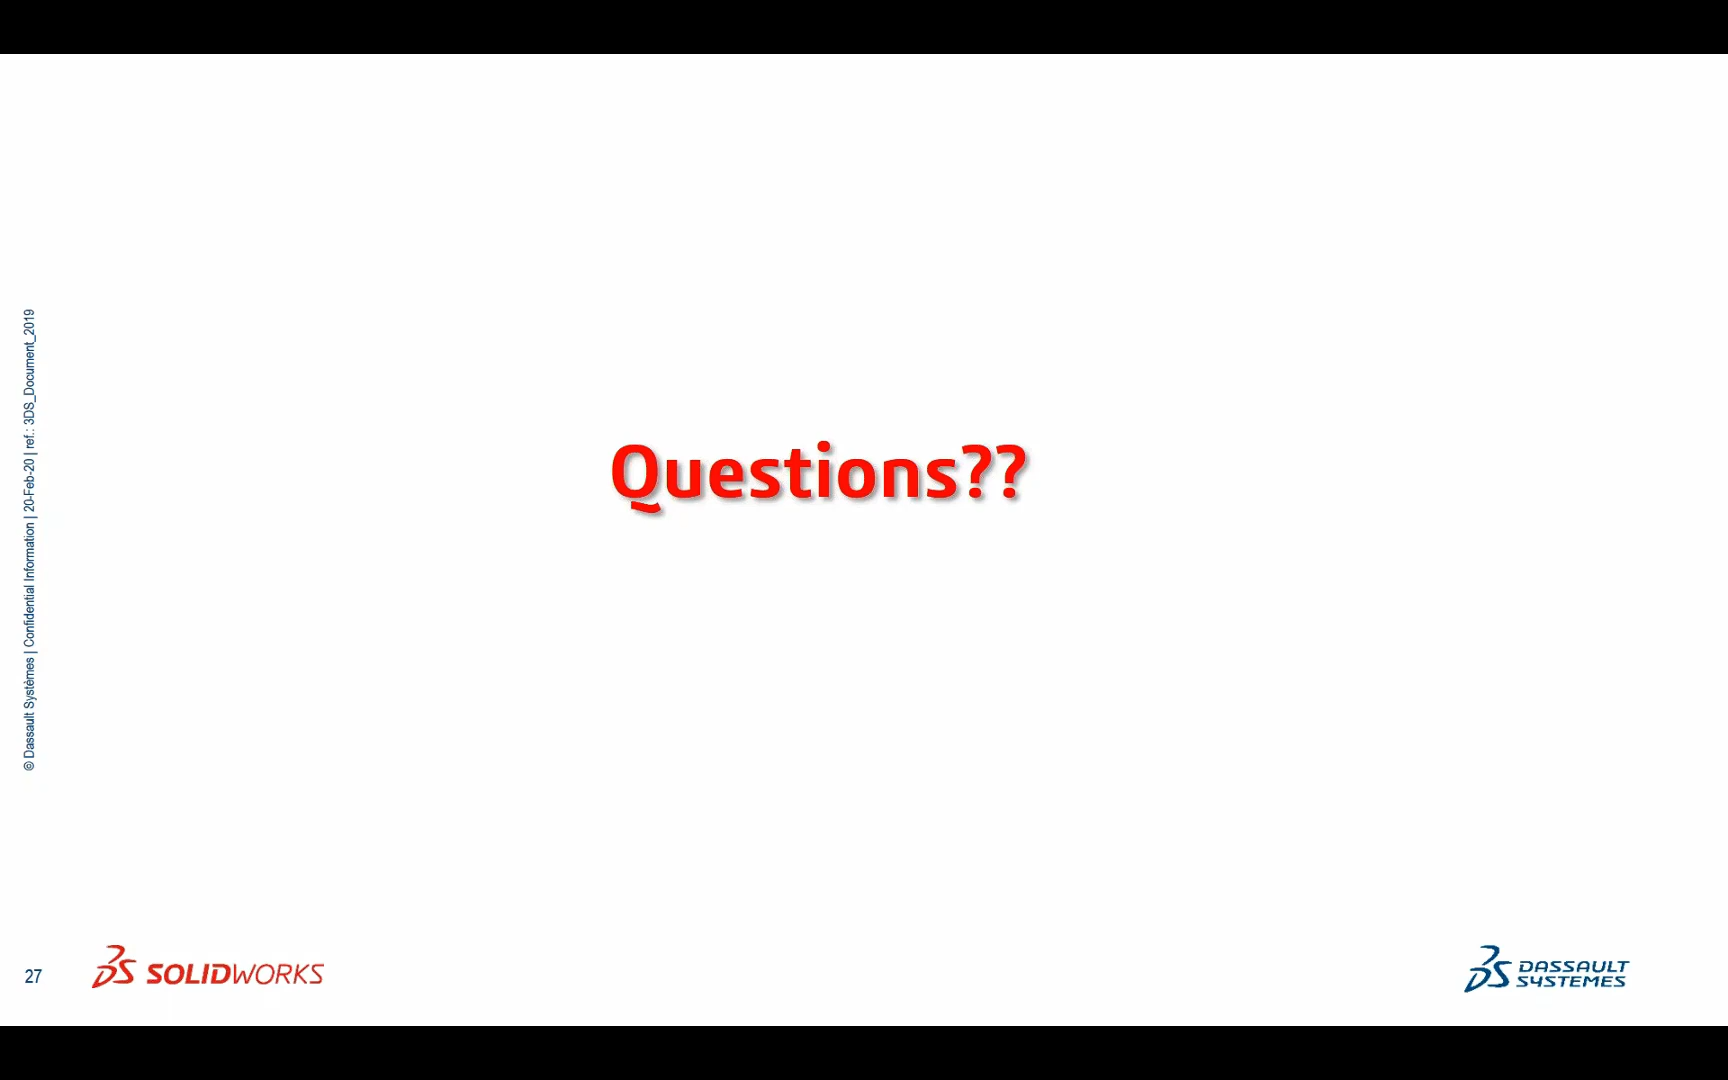 © Dassault Systèmes | Confidential Information | 20-Feb-20 | ref.: 3DS_Document_2019
Questions??
27
SOLIDWORKS
DASSAULT
SYSTEMES